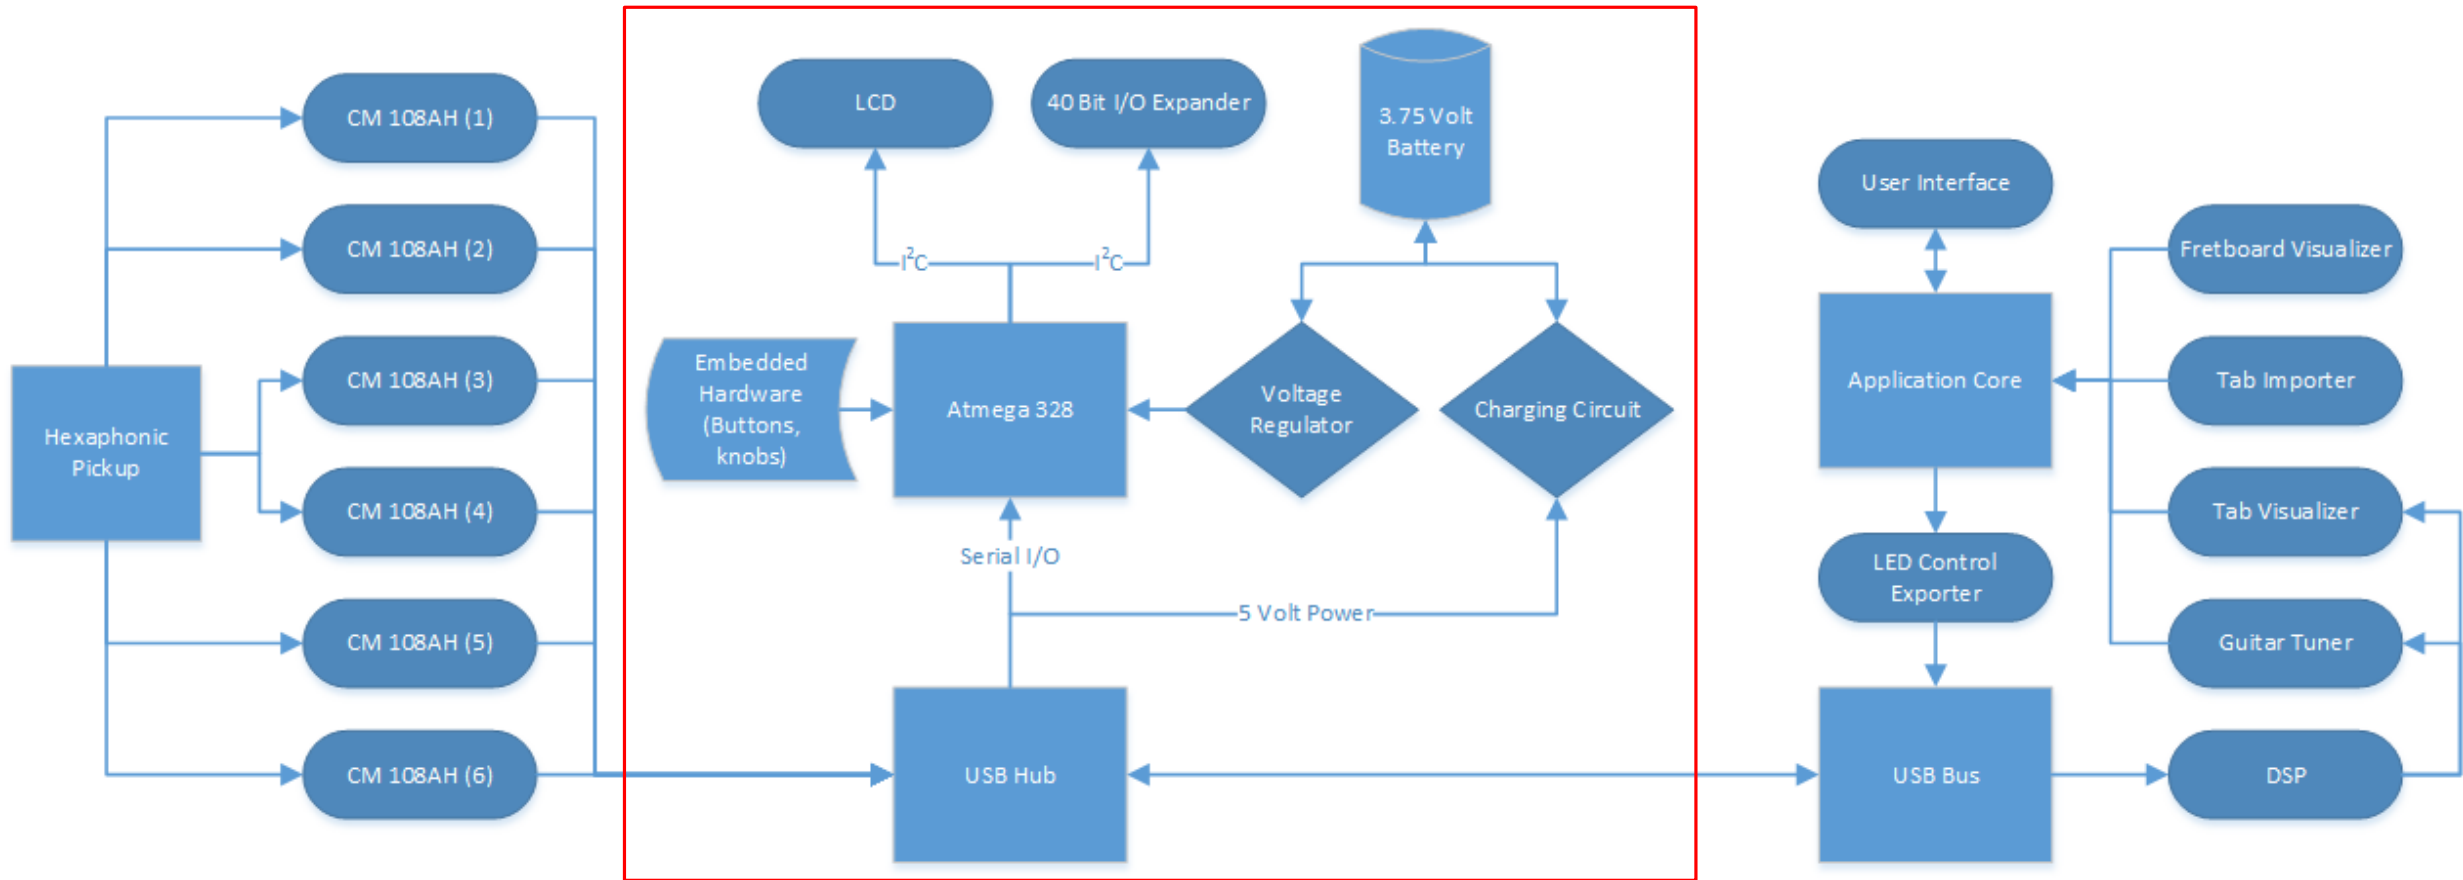 Hexaphonic
Pickup
CM 108AH (1)
CM 108AH (2)
CM 108AH (3)
CM 108AH (4)
CM 108AH (5)
CM 108AH (6)
LCD
40 Bit I/O Expander
3.75 Volt
Battery
I²C
I²C
Embedded
Hardware
(Buttons,
knobs)
Atmega 328
Voltage
Regulator
Charging Circuit
Serial I/O
5 Volt Power
USB Hub
User Interface
Application Core
LED Control
Exporter
USB Bus
Fretboard Visualizer
Tab Importer
Tab Visualizer
Guitar Tuner
DSP